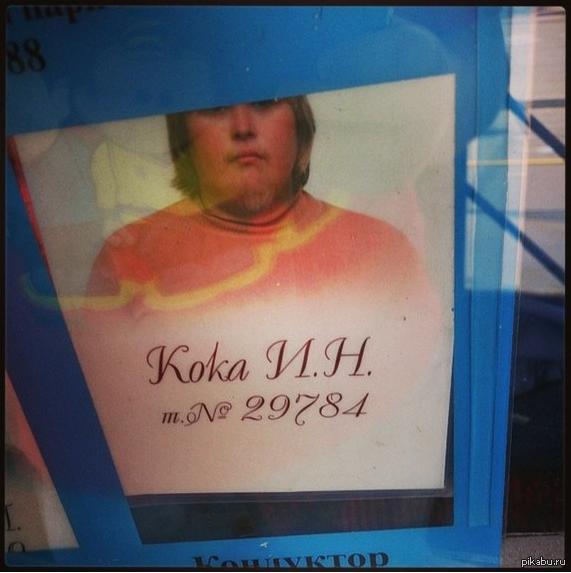 88
Кока И.Н.
т.№ 29784
Кондуктор
pikabu.ru